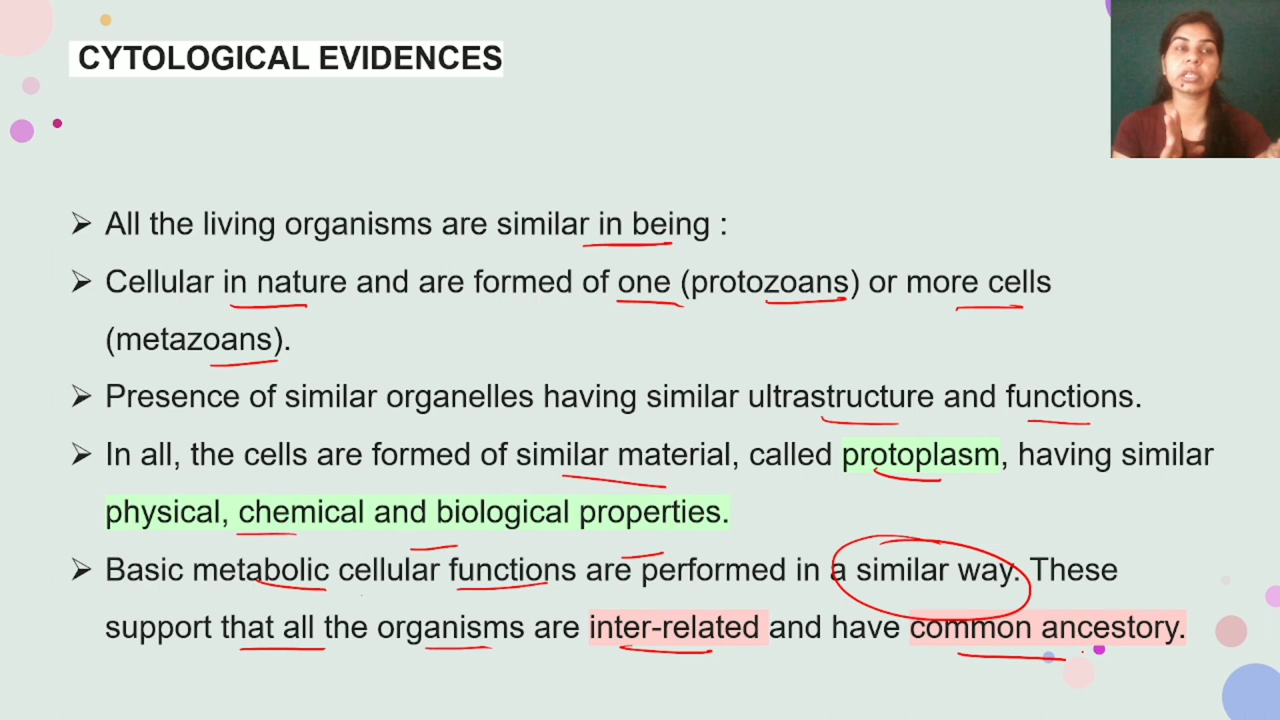 CYTOLOGICAL EVIDENCES
➢ All the living organisms are similar in being :
➢ Cellular in nature and are formed of one (protozoans) or more cells
(metazoans).
➢ Presence of similar organelles having similar ultrastructure and functions.
➢ In all, the cells are formed of similar material, called protoplasm, having similar
physical, chemical and biological properties.
➢ Basic metabolic cellular functions are performed in a similar way. These
support that all the organisms are inter-related and have common ancestory.